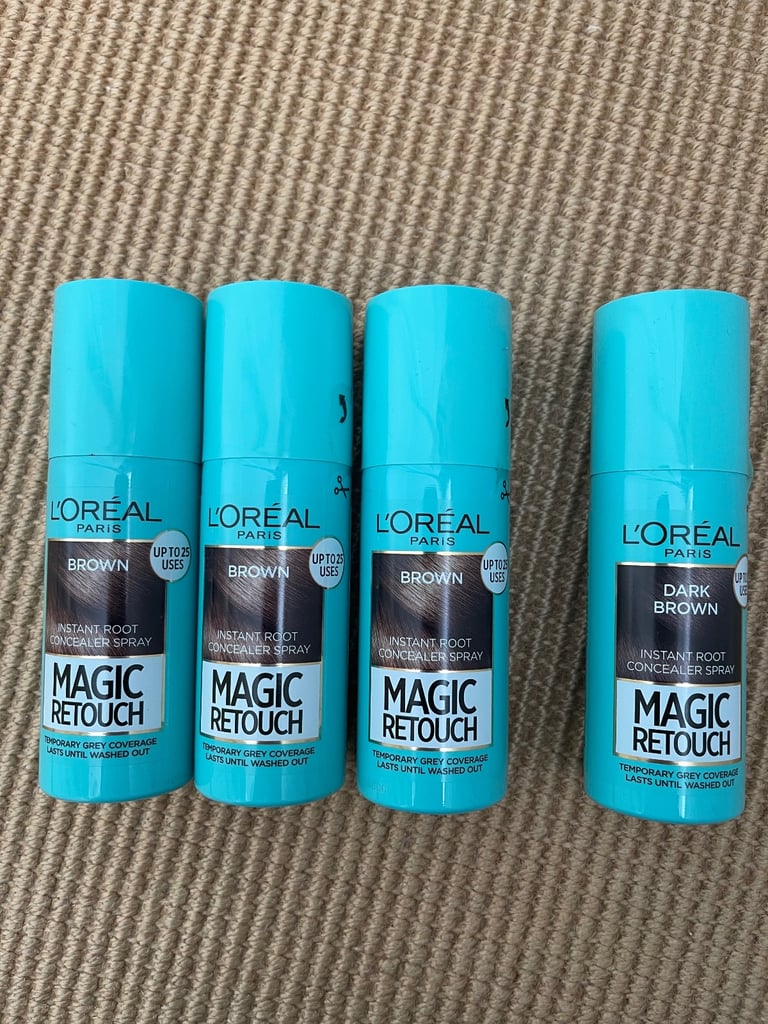 L'ORÉAL
PARIS
BROWN
UP TO 25
USES
INSTANT ROOT
CONCEALER SPRAY
MAGIC
RETOUCH
TEMPORARY GREY COVERAGE
LASTS UNTIL WASHED OUT
L'ORÉAL
PARIS
BROWN
UP TO 25
USES
INSTANT ROOT
CONCEALER SPRAY
MAGIC
RETOUCH
TEMPORARY GREY COVERAGE
LASTS UNTIL WASHED OUT
L'ORÉAL
PARIS
BROWN
UP TO 25
USES
INSTANT ROOT
CONCEALER SPRAY
MAGIC
RETOUCH
TEMPORARY GREY COVERAGE
LASTS UNTIL WASHED OUT
L'ORÉAL
PARIS
DARK
BROWN
UP
INSTANT ROOT
CONCEALER SPRAY
MAGIC
RETOUCH
TEMPORARY GREY COVERAGE
LASTS UNTIL WASHED OUT